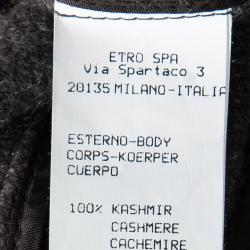 ETRO SPA
Via Spartaco 3
20135 MILANO-ITALIA
ESTERNO-BODY
CORPS-KOERPER
CUERPO
100% KASHMIR
CASHMERE
CACHEMIRE